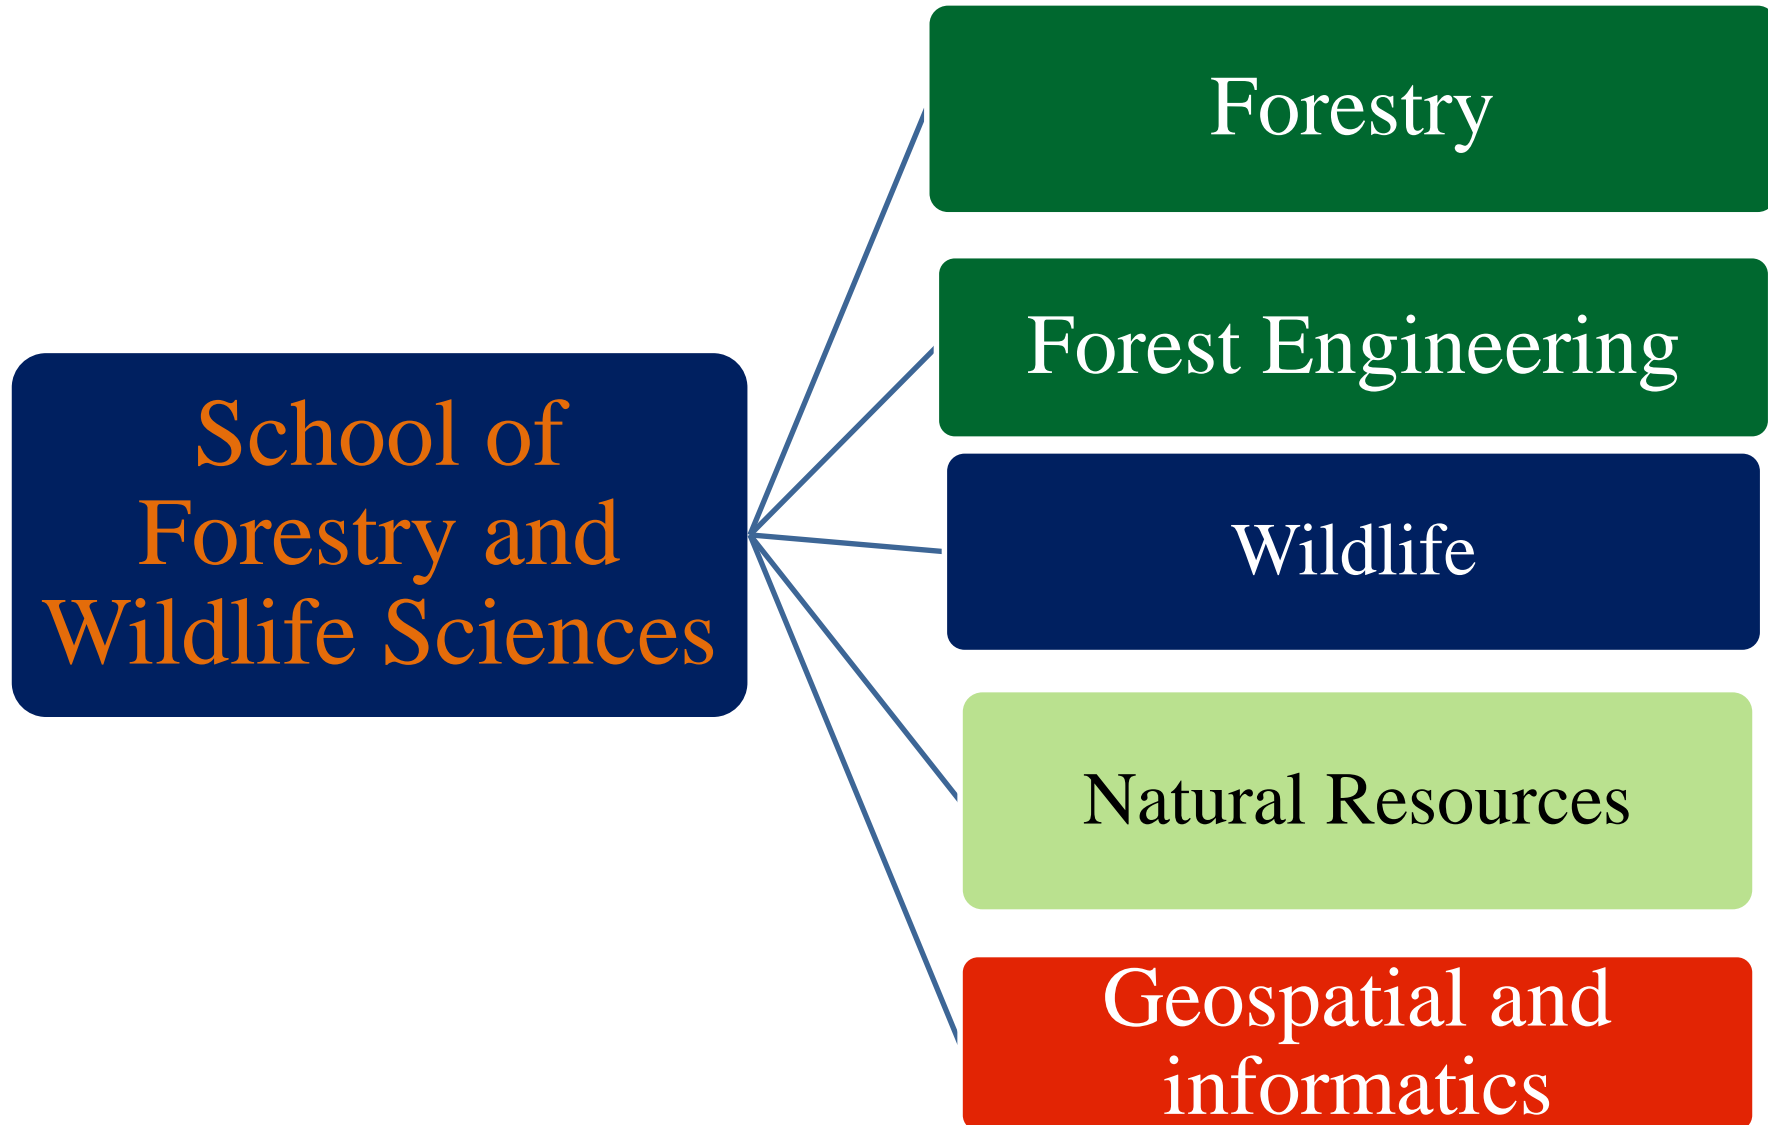 School of
Forestry and
Wildlife Sciences
Forestry
Forest Engineering
Wildlife
Natural Resources
Geospatial and
informatics